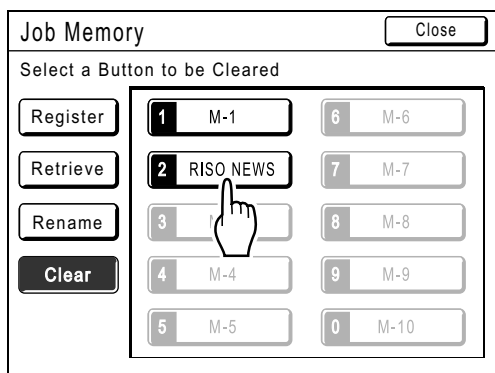 Job Memory
Close
Select a Button to be Cleared
Register
1 M-1
6 M-6
Retrieve
2 RISO NEWS
7 M-7
Rename
3
8 M-8
Clear
4 M-4
9 M-9
5 M-5
0 M-10